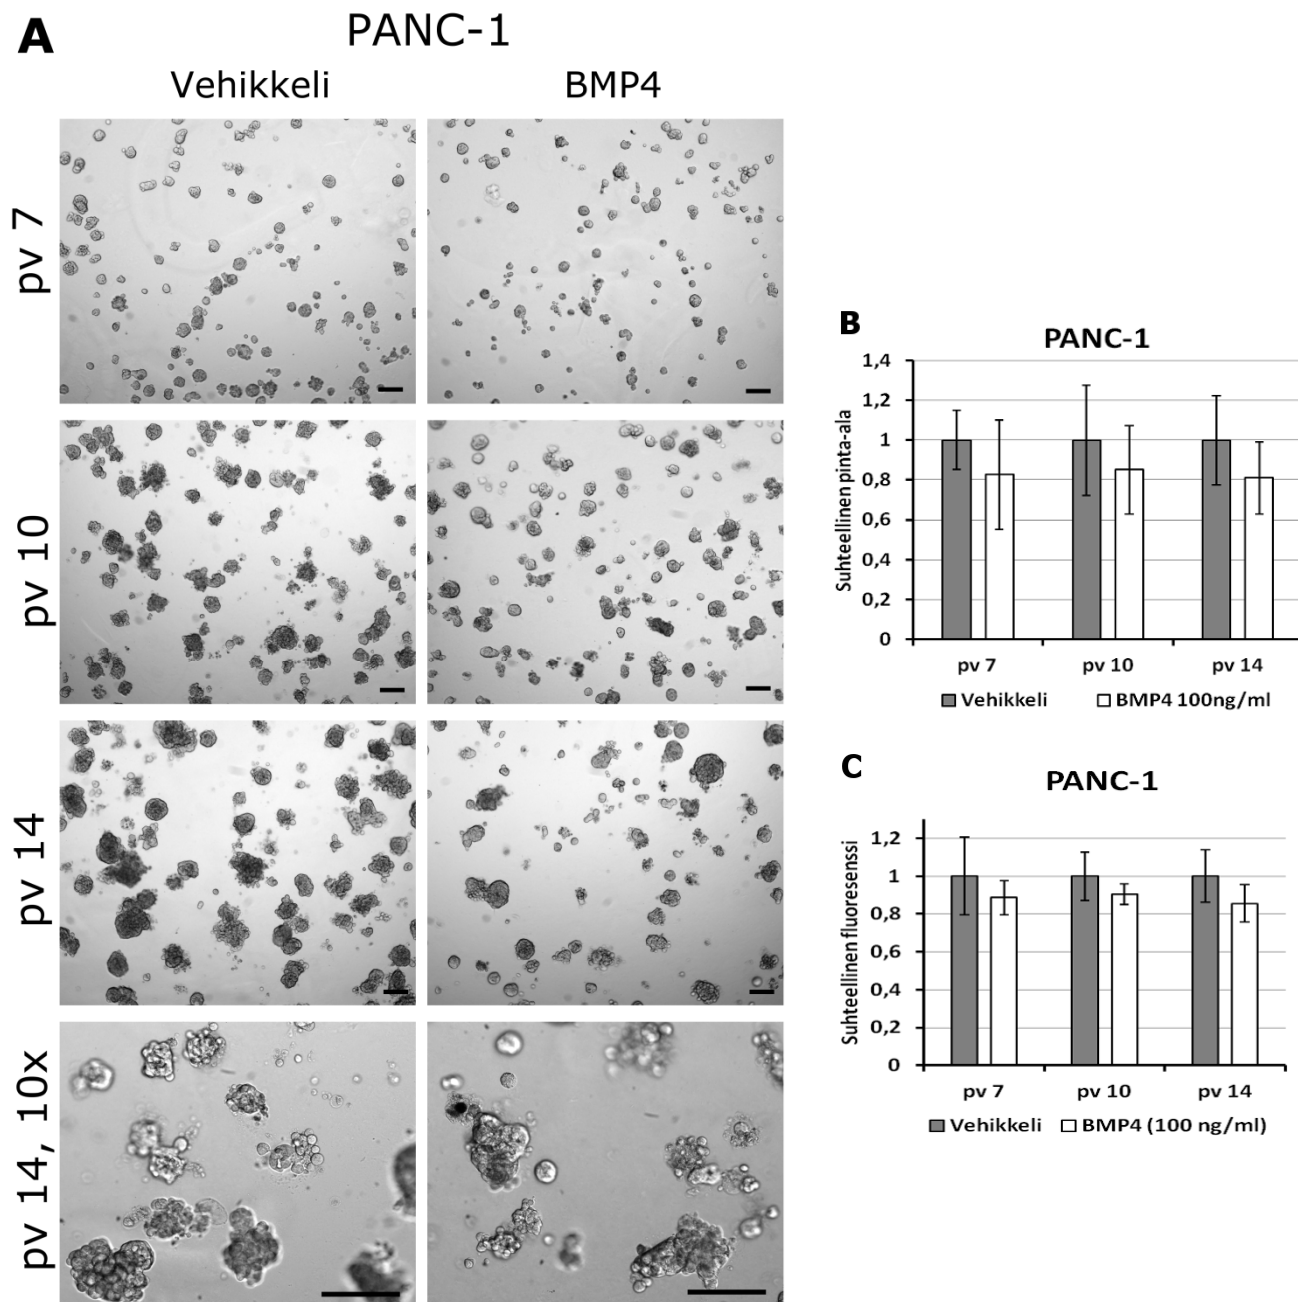 A
PANC-1
Vehikkeli
BMP4
pv 7
pv 10
pv 14
pv 14, 10x
B
PANC-1
Suhteellinen pinta-ala
1,4
1,2
1
0,8
0,6
0,4
0,2
0
pv 7
pv 10
pv 14
Vehikkeli
BMP4 100ng/ml
C
PANC-1
Suhteellinen fluoresenssi
1,2
1
0,8
0,6
0,4
0,2
0
pv 7
pv 10
pv 14
Vehikkeli
BMP4 (100 ng/ml)